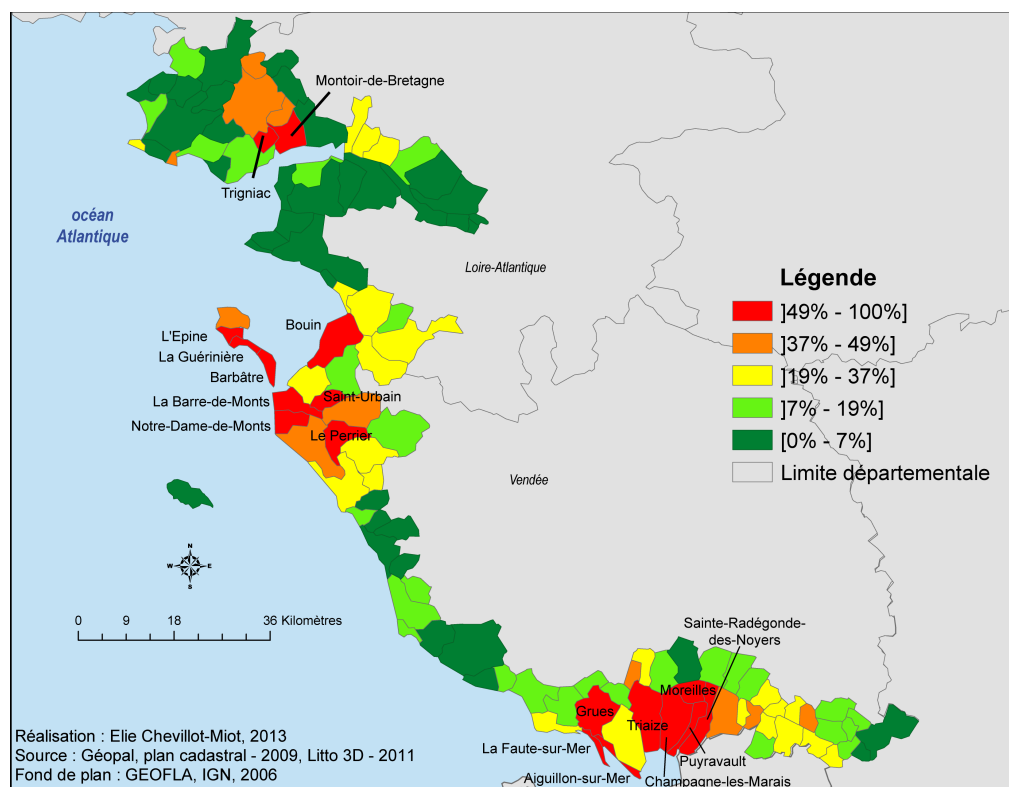 Montoir-de-Bretagne
Trigniac
océan
Atlantique
Loire-Atlantique
Légende
]49% - 100%]
]37% - 49%]
]19% - 37%]
]7% - 19%]
[0% - 7%]
Limite départementale
Bouin
L'Epine
La Guérinière
Barbâtre
La Barre-de-Monts
Saint-Urbain
Notre-Dame-de-Monts
Le Perrier
Vendée
N
W E
S
0 9 18 36 Kilomètres
Sainte-Radégonde-
des-Noyers
Moreilles
Grues
Triaize
La Faute-sur-Mer
Puyravault
Aiguillon-sur-Mer
Champagne-les-Marais
Réalisation : Elie Chevillot-Miot, 2013
Source : Géopal, plan cadastral - 2009, Litto 3D - 2011
Fond de plan : GEOFLA, IGN, 2006